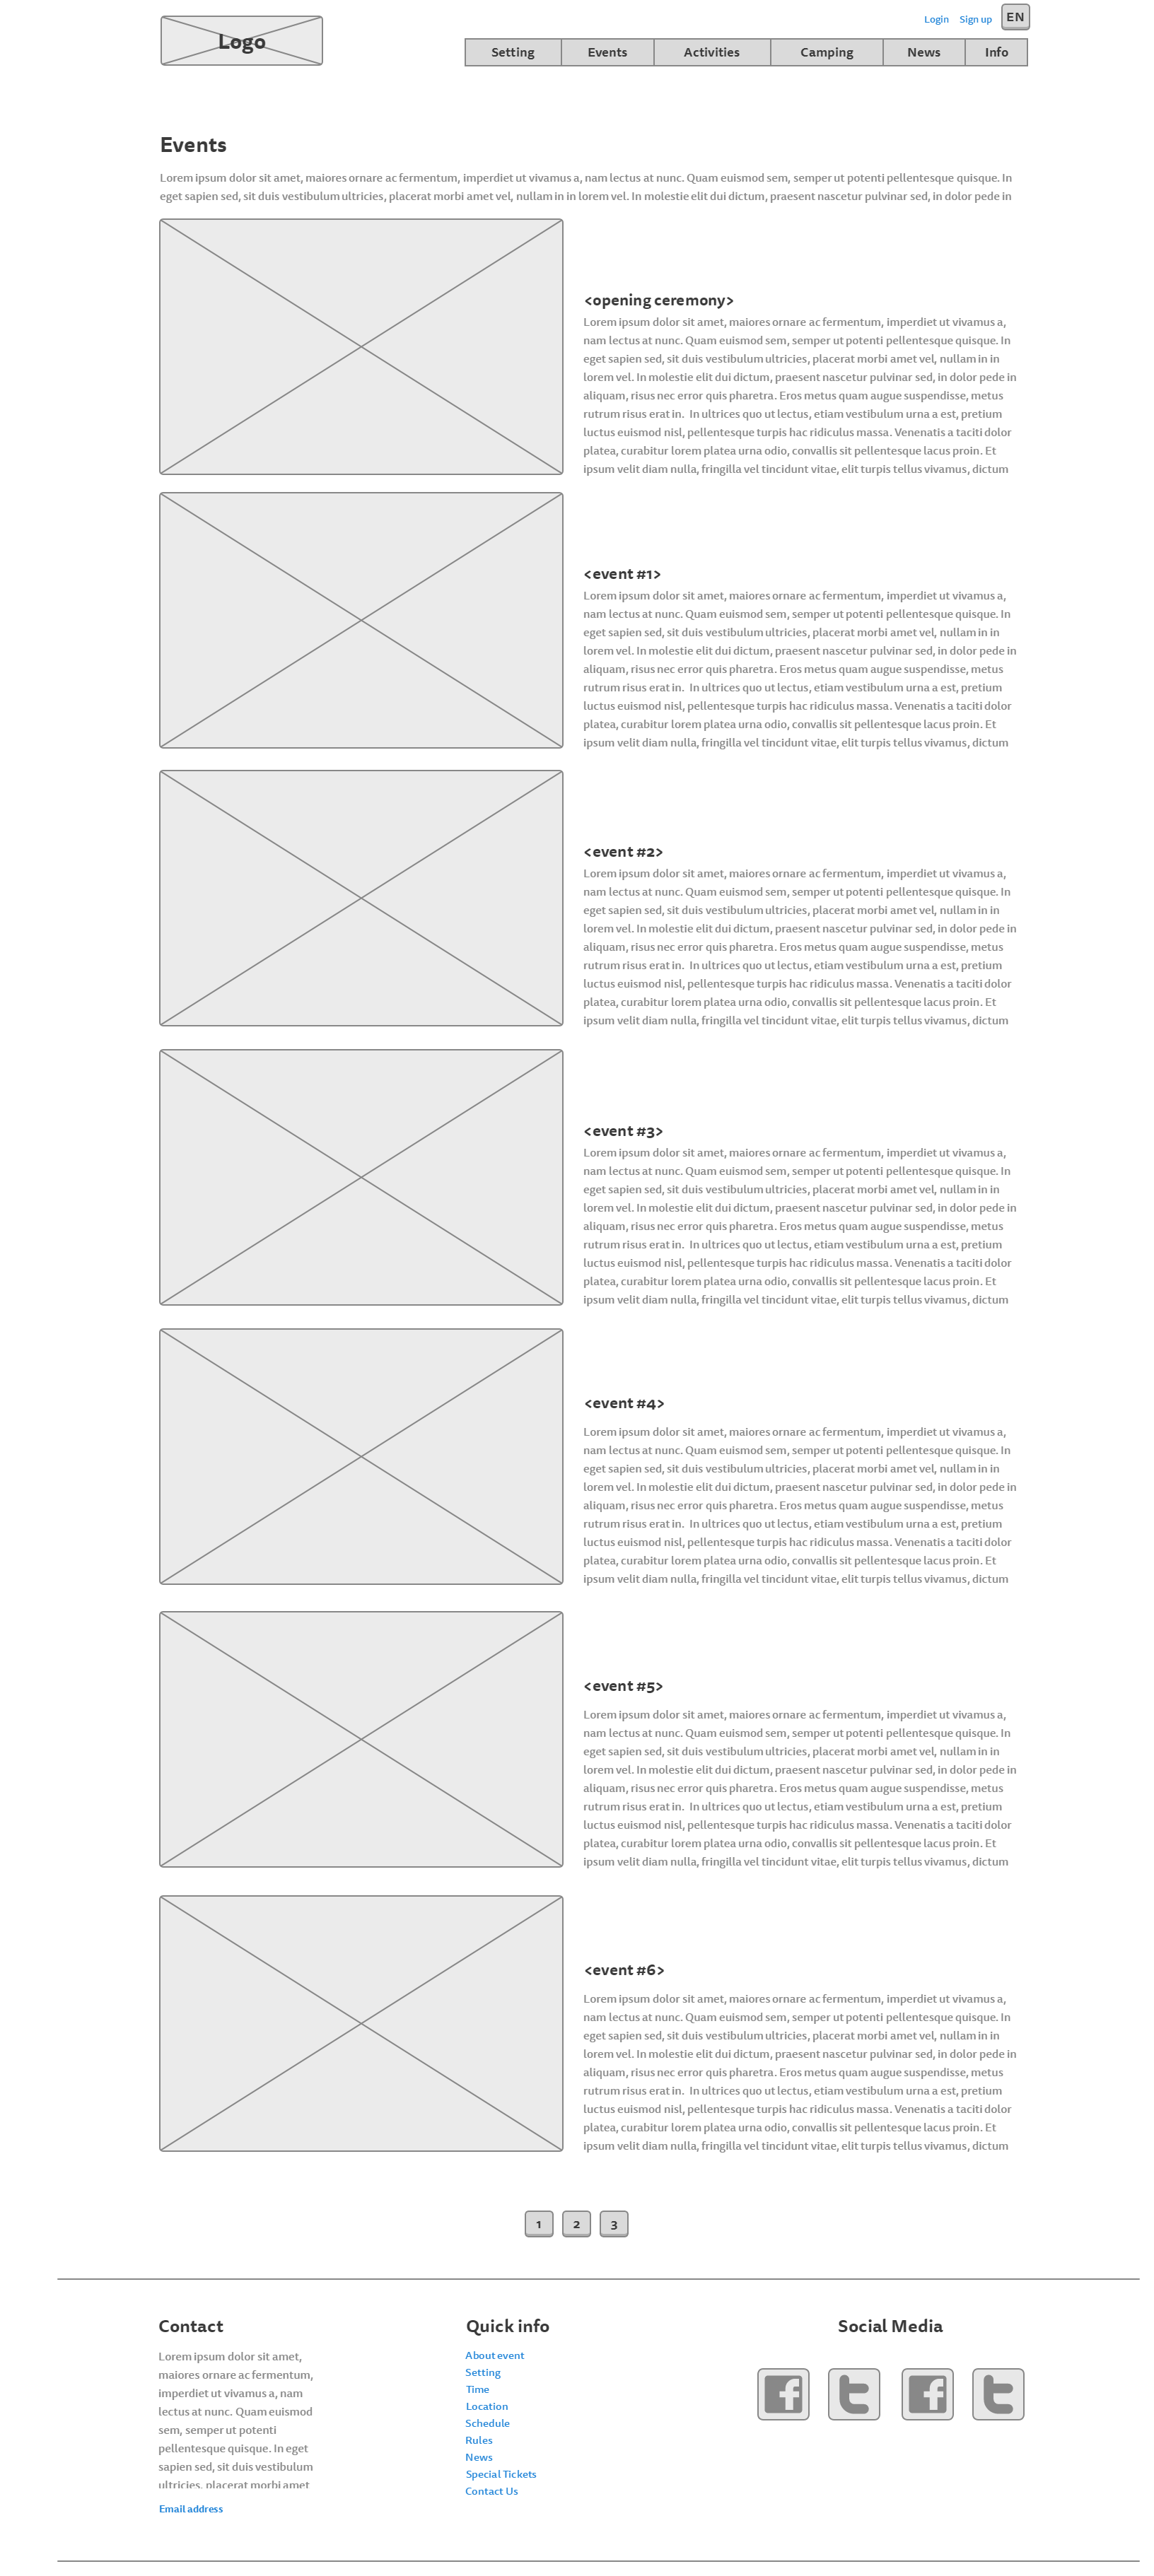 Login Sign up EN
Logo
Setting Events Activities Camping News Info
Events
Lorem ipsum dolor sit amet, maiores ornare ac fermentum, imperdiet ut vivamus a, nam lectus at nunc. Quam euismod sem, semper ut potenti pellentesque quisque. In
eget sapien sed, sit duis vestibulum ultricies, placerat morbi amet vel, nullam in in lorem vel. In molestie elit dui dictum, praesent nascetur pulvinar sed, in dolor pede in
<opening ceremony>
Lorem ipsum dolor sit amet, maiores ornare ac fermentum, imperdiet ut vivamus a,
nam lectus at nunc. Quam euismod sem, semper ut potenti pellentesque quisque. In
eget sapien sed, sit duis vestibulum ultricies, placerat morbi amet vel, nullam in in
lorem vel. In molestie elit dui dictum, praesent nascetur pulvinar sed, in dolor pede in
aliquam, risus nec error quis pharetra. Eros metus quam augue suspendisse, metus
rutrum risus erat in.  In ultrices quo ut lectus, etiam vestibulum urna a est, pretium
luctus euismod nisl, pellentesque turpis hac ridiculus massa. Venenatis a taciti dolor
platea, curabitur lorem platea urna odio, convallis sit pellentesque lacus proin. Et
ipsum velit diam nulla, fringilla vel tincidunt vitae, elit turpis tellus vivamus, dictum
<event #1>
Lorem ipsum dolor sit amet, maiores ornare ac fermentum, imperdiet ut vivamus a,
nam lectus at nunc. Quam euismod sem, semper ut potenti pellentesque quisque. In
eget sapien sed, sit duis vestibulum ultricies, placerat morbi amet vel, nullam in in
lorem vel. In molestie elit dui dictum, praesent nascetur pulvinar sed, in dolor pede in
aliquam, risus nec error quis pharetra. Eros metus quam augue suspendisse, metus
rutrum risus erat in.  In ultrices quo ut lectus, etiam vestibulum urna a est, pretium
luctus euismod nisl, pellentesque turpis hac ridiculus massa. Venenatis a taciti dolor
platea, curabitur lorem platea urna odio, convallis sit pellentesque lacus proin. Et
ipsum velit diam nulla, fringilla vel tincidunt vitae, elit turpis tellus vivamus, dictum
<event #2>
Lorem ipsum dolor sit amet, maiores ornare ac fermentum, imperdiet ut vivamus a,
nam lectus at nunc. Quam euismod sem, semper ut potenti pellentesque quisque. In
eget sapien sed, sit duis vestibulum ultricies, placerat morbi amet vel, nullam in in
lorem vel. In molestie elit dui dictum, praesent nascetur pulvinar sed, in dolor pede in
aliquam, risus nec error quis pharetra. Eros metus quam augue suspendisse, metus
rutrum risus erat in.  In ultrices quo ut lectus, etiam vestibulum urna a est, pretium
luctus euismod nisl, pellentesque turpis hac ridiculus massa. Venenatis a taciti dolor
platea, curabitur lorem platea urna odio, convallis sit pellentesque lacus proin. Et
ipsum velit diam nulla, fringilla vel tincidunt vitae, elit turpis tellus vivamus, dictum
<event #3>
Lorem ipsum dolor sit amet, maiores ornare ac fermentum, imperdiet ut vivamus a,
nam lectus at nunc. Quam euismod sem, semper ut potenti pellentesque quisque. In
eget sapien sed, sit duis vestibulum ultricies, placerat morbi amet vel, nullam in in
lorem vel. In molestie elit dui dictum, praesent nascetur pulvinar sed, in dolor pede in
aliquam, risus nec error quis pharetra. Eros metus quam augue suspendisse, metus
rutrum risus erat in.  In ultrices quo ut lectus, etiam vestibulum urna a est, pretium
luctus euismod nisl, pellentesque turpis hac ridiculus massa. Venenatis a taciti dolor
platea, curabitur lorem platea urna odio, convallis sit pellentesque lacus proin. Et
ipsum velit diam nulla, fringilla vel tincidunt vitae, elit turpis tellus vivamus, dictum
<event #4>
Lorem ipsum dolor sit amet, maiores ornare ac fermentum, imperdiet ut vivamus a,
nam lectus at nunc. Quam euismod sem, semper ut potenti pellentesque quisque. In
eget sapien sed, sit duis vestibulum ultricies, placerat morbi amet vel, nullam in in
lorem vel. In molestie elit dui dictum, praesent nascetur pulvinar sed, in dolor pede in
aliquam, risus nec error quis pharetra. Eros metus quam augue suspendisse, metus
rutrum risus erat in.  In ultrices quo ut lectus, etiam vestibulum urna a est, pretium
luctus euismod nisl, pellentesque turpis hac ridiculus massa. Venenatis a taciti dolor
platea, curabitur lorem platea urna odio, convallis sit pellentesque lacus proin. Et
ipsum velit diam nulla, fringilla vel tincidunt vitae, elit turpis tellus vivamus, dictum
<event #5>
Lorem ipsum dolor sit amet, maiores ornare ac fermentum, imperdiet ut vivamus a,
nam lectus at nunc. Quam euismod sem, semper ut potenti pellentesque quisque. In
eget sapien sed, sit duis vestibulum ultricies, placerat morbi amet vel, nullam in in
lorem vel. In molestie elit dui dictum, praesent nascetur pulvinar sed, in dolor pede in
aliquam, risus nec error quis pharetra. Eros metus quam augue suspendisse, metus
rutrum risus erat in.  In ultrices quo ut lectus, etiam vestibulum urna a est, pretium
luctus euismod nisl, pellentesque turpis hac ridiculus massa. Venenatis a taciti dolor
platea, curabitur lorem platea urna odio, convallis sit pellentesque lacus proin. Et
ipsum velit diam nulla, fringilla vel tincidunt vitae, elit turpis tellus vivamus, dictum
<event #6>
Lorem ipsum dolor sit amet, maiores ornare ac fermentum, imperdiet ut vivamus a,
nam lectus at nunc. Quam euismod sem, semper ut potenti pellentesque quisque. In
eget sapien sed, sit duis vestibulum ultricies, placerat morbi amet vel, nullam in in
lorem vel. In molestie elit dui dictum, praesent nascetur pulvinar sed, in dolor pede in
aliquam, risus nec error quis pharetra. Eros metus quam augue suspendisse, metus
rutrum risus erat in.  In ultrices quo ut lectus, etiam vestibulum urna a est, pretium
luctus euismod nisl, pellentesque turpis hac ridiculus massa. Venenatis a taciti dolor
platea, curabitur lorem platea urna odio, convallis sit pellentesque lacus proin. Et
ipsum velit diam nulla, fringilla vel tincidunt vitae, elit turpis tellus vivamus, dictum
1 2 3
Contact
Lorem ipsum dolor sit amet,
maiores ornare ac fermentum,
imperdiet ut vivamus a, nam
lectus at nunc. Quam euismod
sem, semper ut potenti
pellentesque quisque. In eget
sapien sed, sit duis vestibulum
ultricies, placerat morbi amet
Email address
Quick info
About event
Setting
Time
Location
Schedule
Rules
News
Special Tickets
Contact Us
Social Media